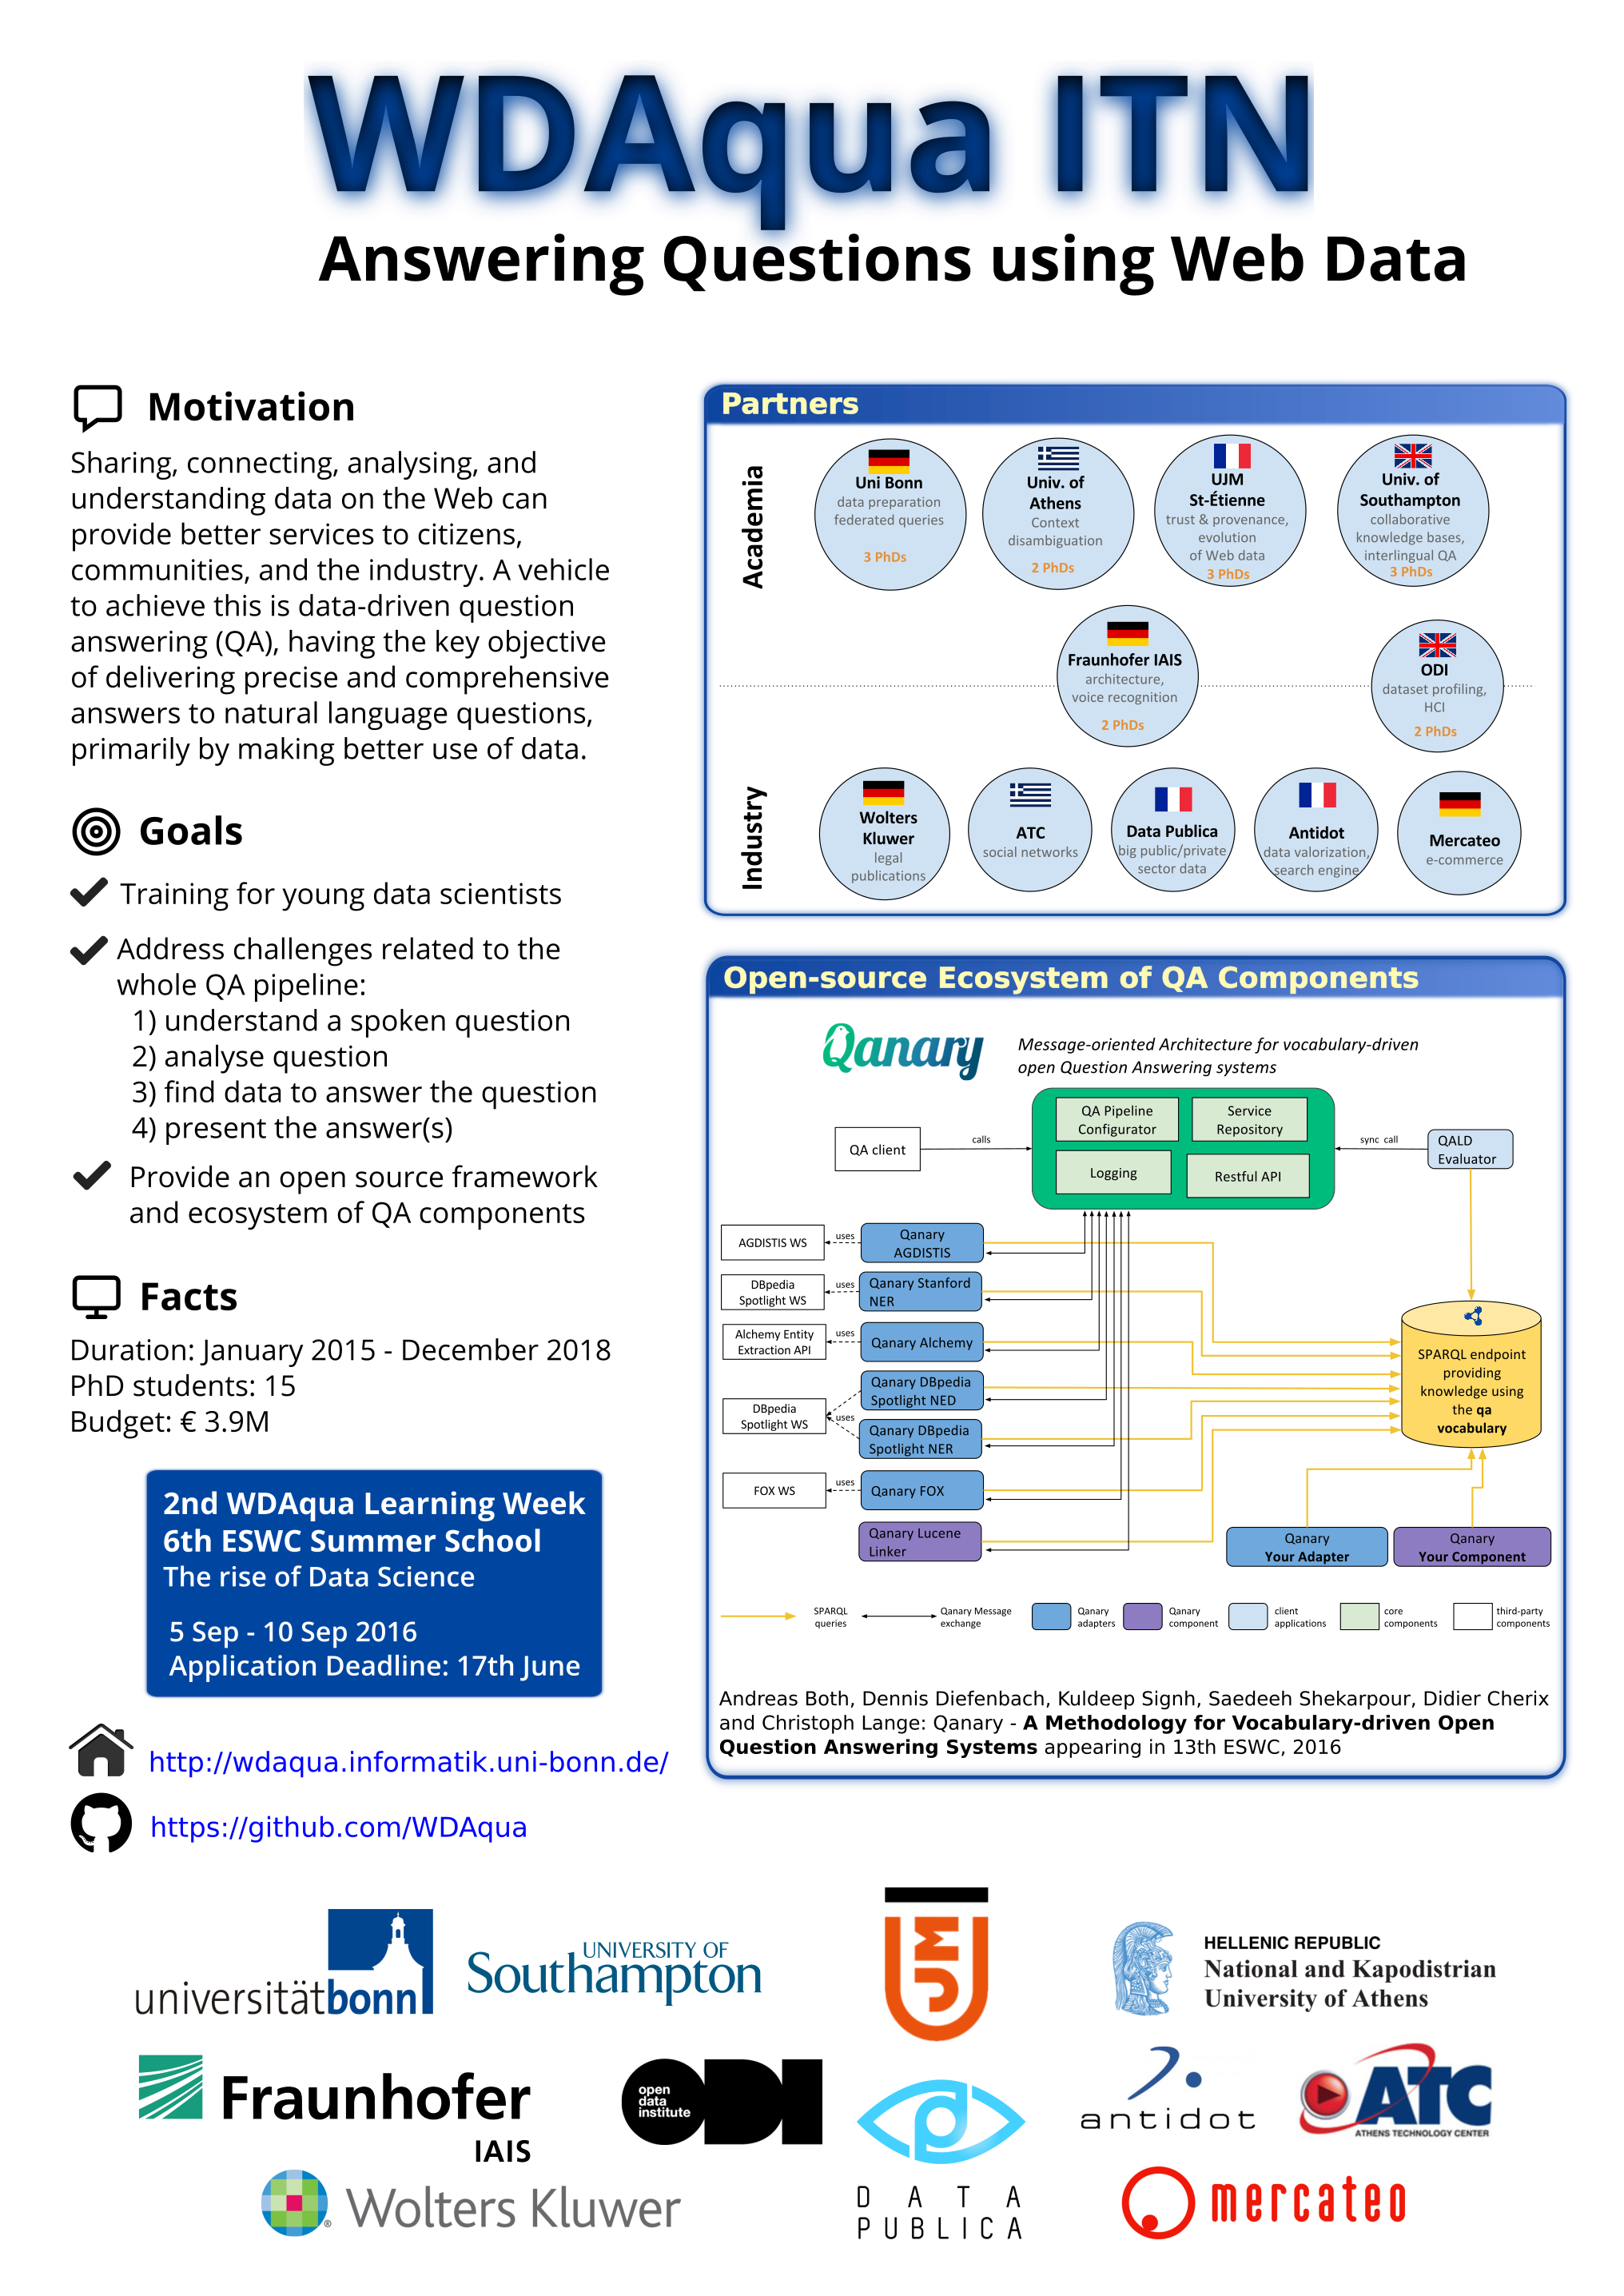 WDAqua ITN
Answering Questions using Web Data
Motivation
Sharing, connecting, analysing, and
understanding data on the Web can
provide better services to citizens,
communities, and the industry. A vehicle
to achieve this is data-driven question
answering (QA), having the key objective
of delivering precise and comprehensive
answers to natural language questions,
primarily by making better use of data.
Goals
Training for young data scientists
Address challenges related to the
whole QA pipeline:
1) understand a spoken question
2) analyse question
3) find data to answer the question
4) present the answer(s)
Provide an open source framework
and ecosystem of QA components
Facts
Duration: January 2015 - December 2018
PhD students: 15
Budget: € 3.9M
2nd WDAqua Learning Week
6th ESWC Summer School
The rise of Data Science
5 Sep - 10 Sep 2016
Application Deadline: 17th June
http://wdaqua.informatik.uni-bonn.de/
https://github.com/WDAqua
Partners
Academia
Uni Bonn
data preparation
federated queries
3 PhDs
Univ. of
Athens
Context
disambiguation
2 PhDs
UJM
St-Étienne
trust & provenance,
evolution
of Web data
3 PhDs
Univ. of
Southampton
collaborative
knowledge bases,
interlingual QA
3 PhDs
Fraunhofer IAIS
architecture,
voice recognition
2 PhDs
ODI
dataset profiling,
HCI
2 PhDs
Industry
Wolters
Kluwer
legal
publications
ATC
social networks
Data Publica
big public/private
sector data
Antidot
data valorization,
search engine
Mercateo
e-commerce
Open-source Ecosystem of QA Components
Qanary
Message-oriented Architecture for vocabulary-driven
open Question Answering systems
QA client
calls
QA Pipeline
Configurator
Service
Repository
Logging
Restful API
sync call
QALD
Evaluator
AGDISTIS WS
uses
Qanary
AGDISTIS
DBpedia
Spotlight WS
uses
Qanary Stanford
NER
Alchemy Entity
Extraction API
uses
Qanary Alchemy
DBpedia
Spotlight WS
uses
Qanary DBpedia
Spotlight NED
Qanary DBpedia
Spotlight NER
FOX WS
uses
Qanary FOX
Qanary Lucene
Linker
SPARQL endpoint
providing
knowledge using
the qa
vocabulary
Qanary
Your Adapter
Qanary
Your Component
SPARQL
queries
Qanary Message
exchange
Qanary
adapters
Qanary
component
client
applications
core
components
third-party
components
Andreas Both, Dennis Diefenbach, Kuldeep Signh, Saedeeh Shekarpour, Didier Cherix
and Christoph Lange: Qanary - A Methodology for Vocabulary-driven Open
Question Answering Systems appearing in 13th ESWC, 2016
universitätbonn
UNIVERSITY OF
Southampton
UJM
HELLENIC REPUBLIC
National and Kapodistrian
University of Athens
Fraunhofer
IAIS
open
data
institute
ODI
DATA
PUBLICA
antidot
ATC
ATHENS TECHNOLOGY CENTER
Wolters Kluwer
mercateo